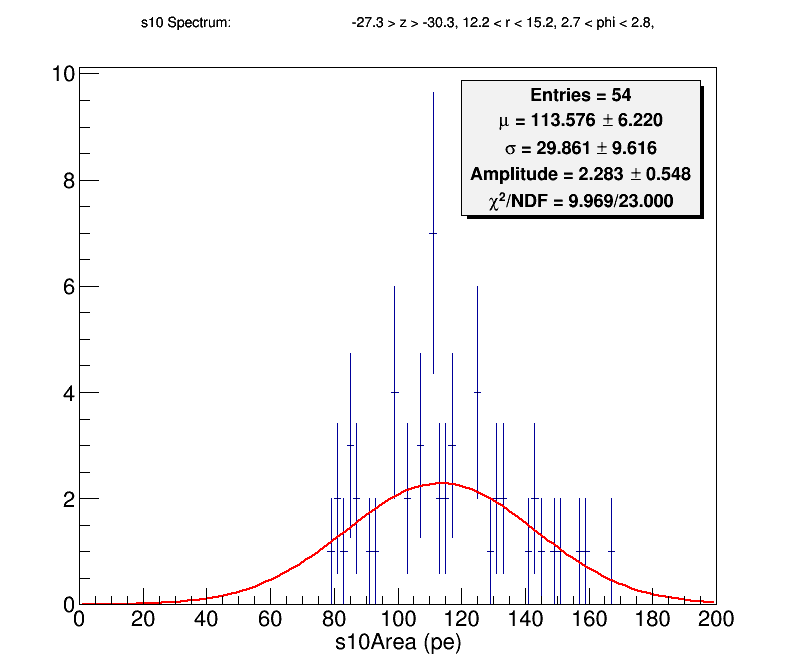 s10 Spectrum: -27.3 > z > -30.3, 12.2 < r < 15.2, 2.7 < phi < 2.8,
Entries = 54
μ = 113.576 ± 6.220
σ = 29.861 ± 9.616
Amplitude = 2.283 ± 0.548
χ²/NDF = 9.969/23.000
10
8
6
4
2
0
0 20 40 60 80 100 120 140 160 180 200
s10Area (pe)